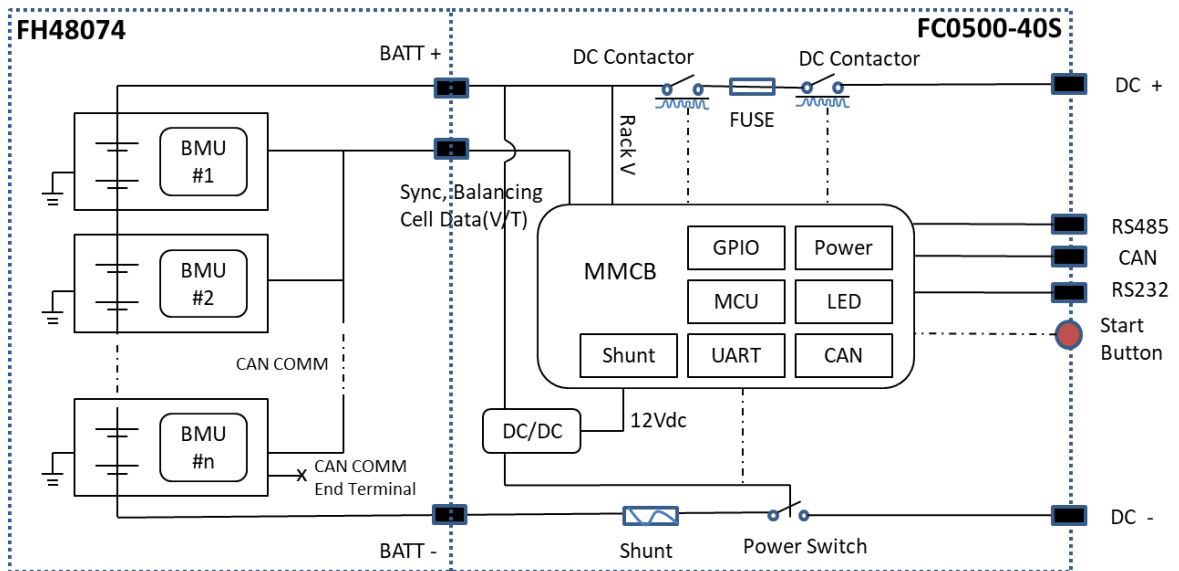 FH48074
FC0500-40S
BATT +
DC Contactor
DC Contactor
DC +
FUSE
Rack V
BMU
#1
Sync, Balancing
Cell Data(V/T)
RS485
CAN
RS232
Start
Button
MMCB
GPIO
Power
MCU
LED
Shunt
UART
CAN
BMU
#2
CAN COMM
12Vdc
DC/DC
BMU
#n
X
CAN COMM
End Terminal
BATT -
Shunt
Power Switch
DC -